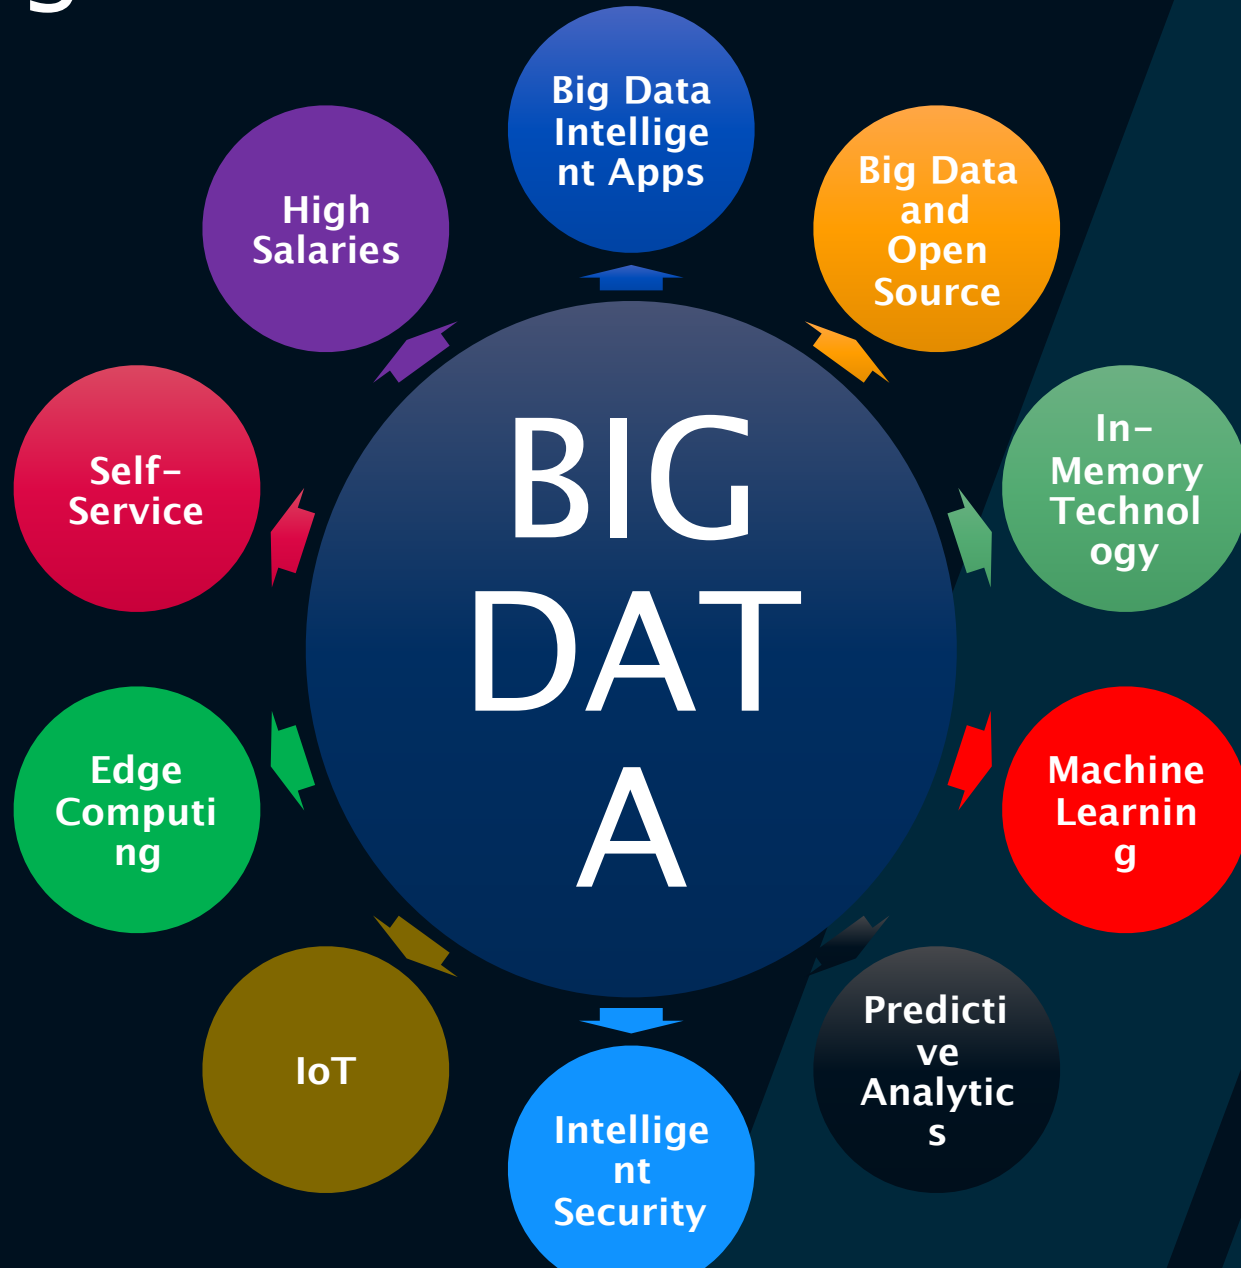 Big Data
Intellige
nt Apps
Big Data
and
Open
Source
In-
Memory
Technol
ogy
Machine
Learnin
g
Predicti
ve
Analytic
s
Intellige
nt
Security
IoT
Edge
Computi
ng
Self-
Service
High
Salaries
BIG
DAT
A